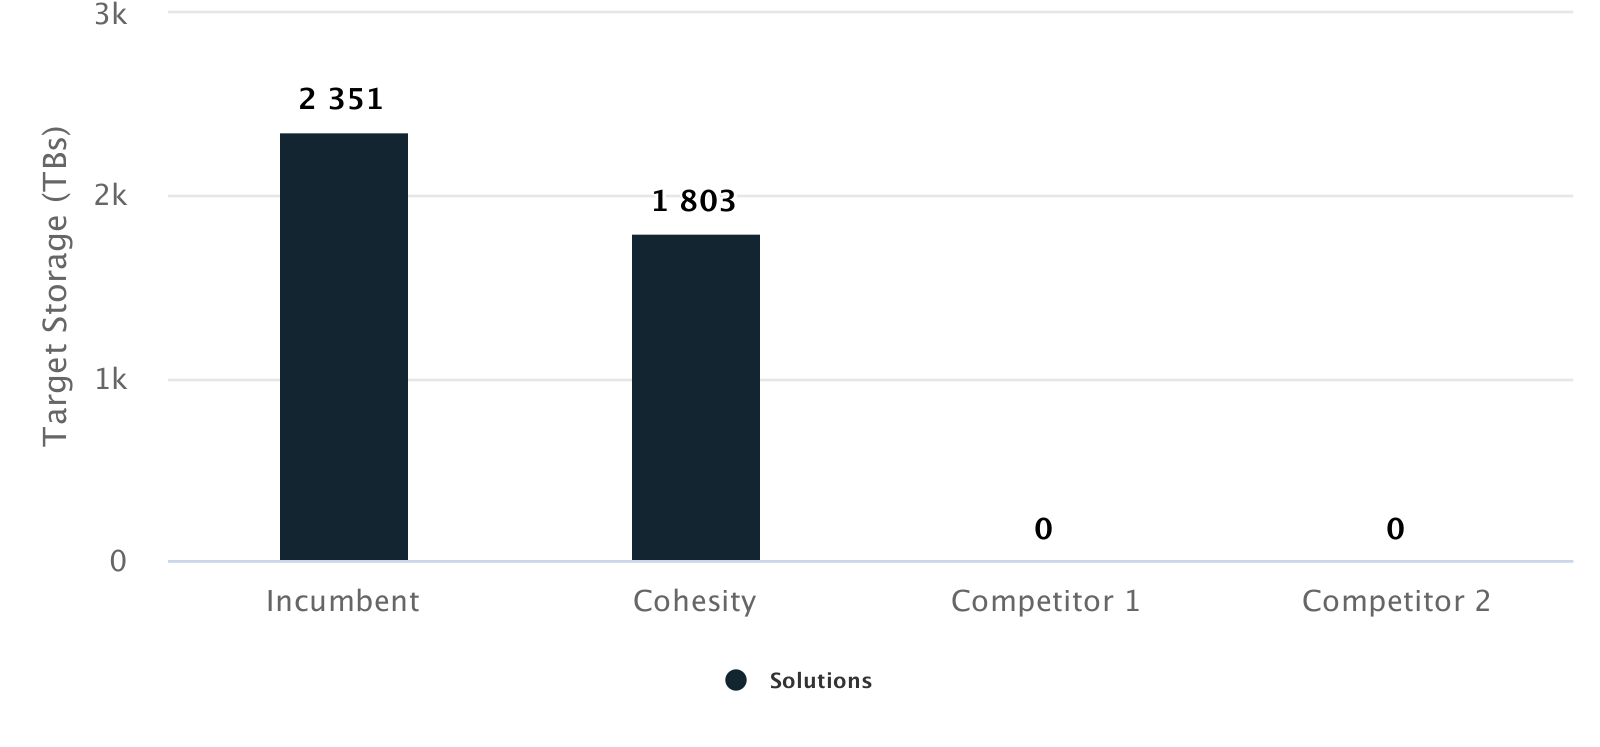 3k
2k
1k
0
Target Storage (TBs)
2 351
1 803
0
0
Incumbent
Cohesity
Competitor 1
Competitor 2
Solutions